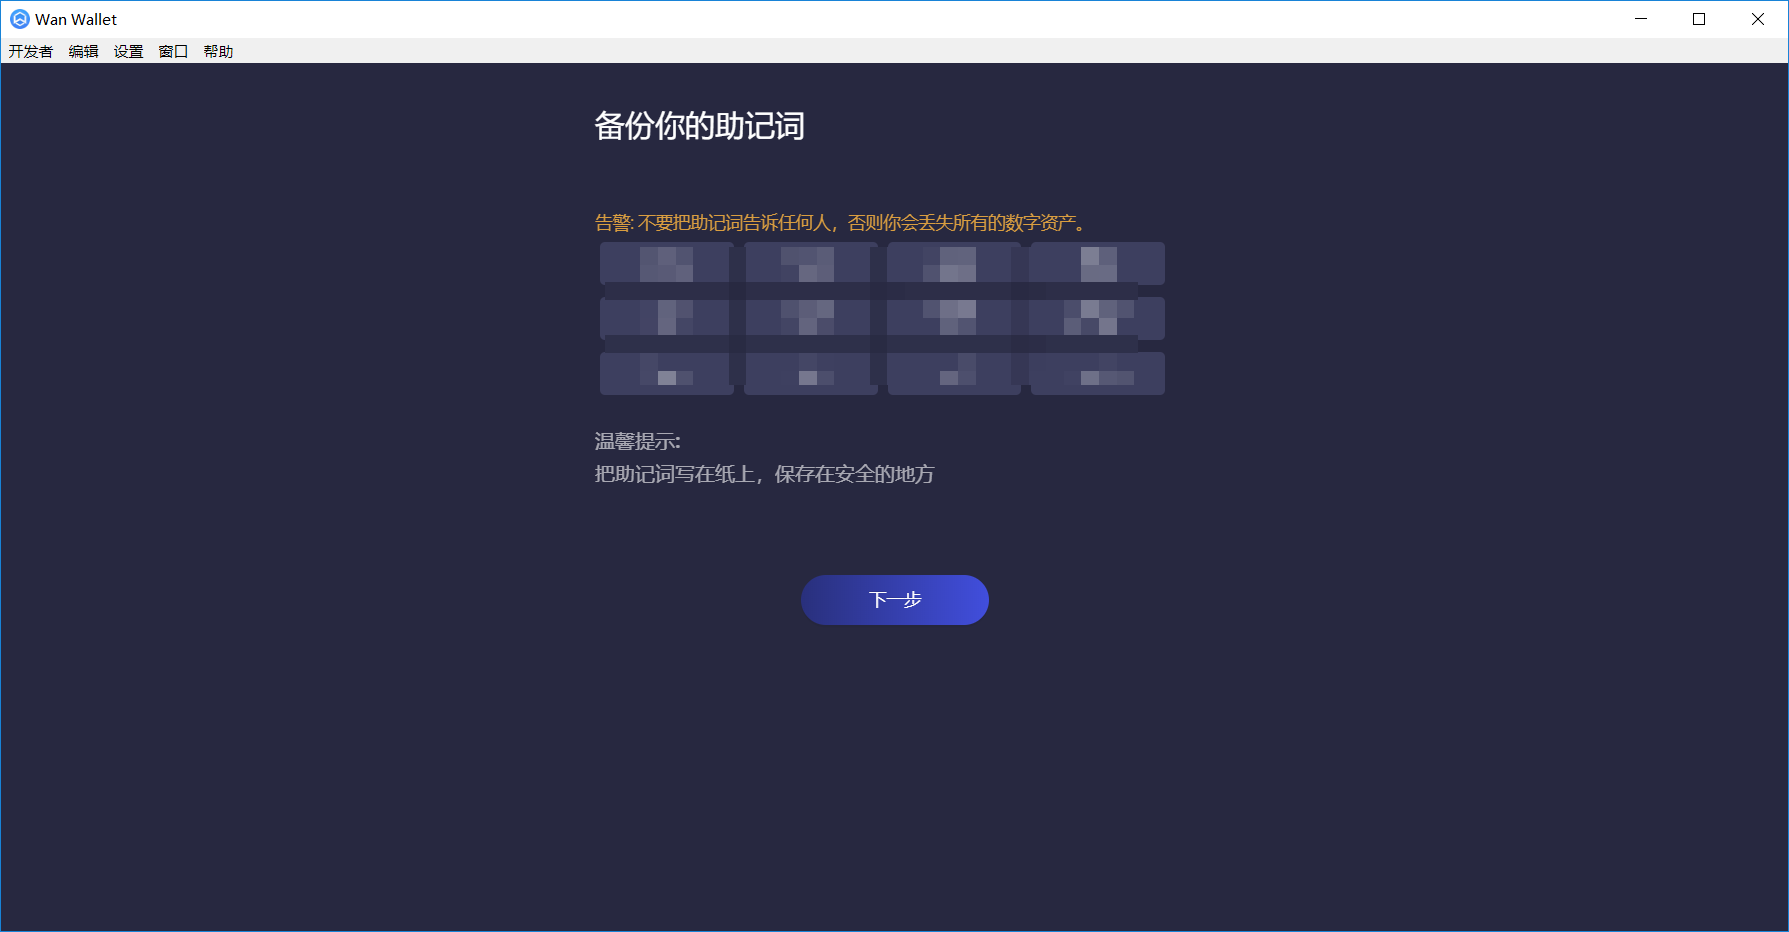 Wan Wallet
开发者 编辑 设置 窗口 帮助
备份你的助记词
告警: 不要把助记词告诉任何人，否则你会丢失所有的数字资产。
温馨提示:
把助记词写在纸上，保存在安全的地方
下一步